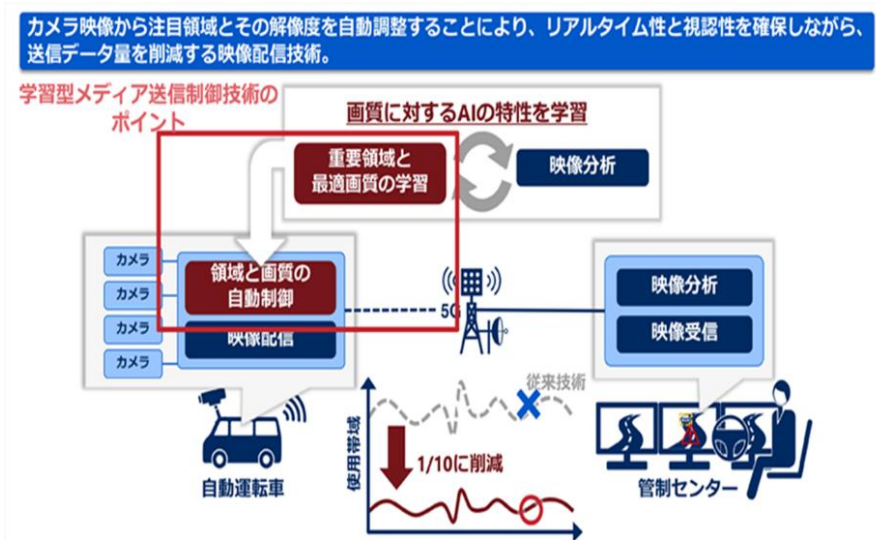 カメラ映像から注目領域とその解像度を自動調整することにより、リアルタイム性と視認性を確保しながら、
送信データ量を削減する映像配信技術。
学習型メディア送信制御技術の
ポイント
画質に対するAIの特性を学習
重要領域と
最適画質の学習
映像分析
カメラ
カメラ
カメラ
カメラ
領域と画質の
自動制御
映像配信
5G
映像分析
映像受信
従来技術
使用帯域
1/10に削減
自動運転車
管制センター